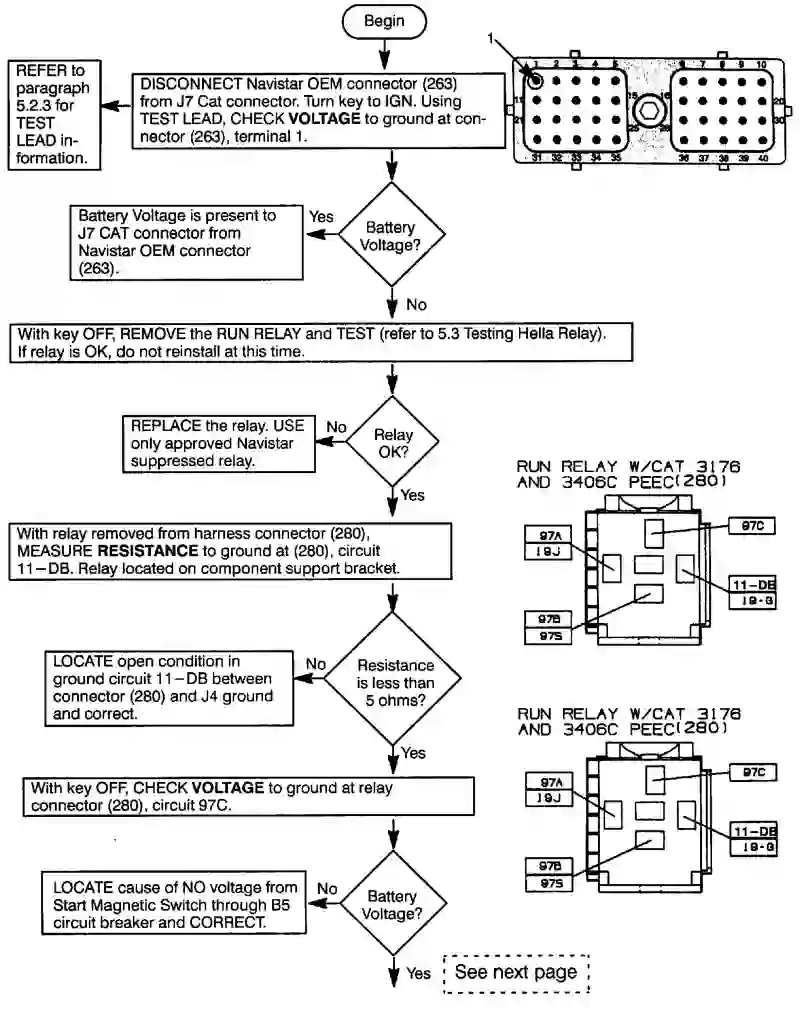 Begin
REFER to
paragraph
5.2.3 for
TEST
LEAD in-
formation.
DISCONNECT Navistar OEM connector (263)
from J7 Cat connector. Turn key to IGN. Using
TEST LEAD, CHECK VOLTAGE to ground at con-
nector (263), terminal 1.
1
1 2 3 4 5
6 7 8 9 10
11 15 16 20
21 25 26 30
31 32 33 34 35
36 37 38 39 40
Battery Voltage is present to
J7 CAT connector from
Navistar OEM connector
(263).
Yes
Battery
Voltage?
No
With key OFF, REMOVE the RUN RELAY and TEST (refer to 5.3 Testing Hella Relay).
If relay is OK, do not reinstall at this time.
REPLACE the relay. USE
only approved Navistar
suppressed relay.
No
Relay
OK?
Yes
With relay removed from harness connector (280),
MEASURE RESISTANCE to ground at (280), circuit
11–DB. Relay located on component support bracket.
LOCATE open condition in
ground circuit 11–DB between
connector (280) and J4 ground
and correct.
No
Resistance
is less than
5 ohms?
Yes
With key OFF, CHECK VOLTAGE to ground at relay
connector (280), circuit 97C.
LOCATE cause of NO voltage from
Start Magnetic Switch through B5
circuit breaker and CORRECT.
No
Battery
Voltage?
Yes
See next page
RUN RELAY W/CAT 3176
AND 3406C PEEC(280)
97C
97A
19J
11-DB
19-G
97B
97S
RUN RELAY W/CAT 3176
AND 3406C PEEC(280)
97C
97A
19J
11-DB
19-G
97B
97S